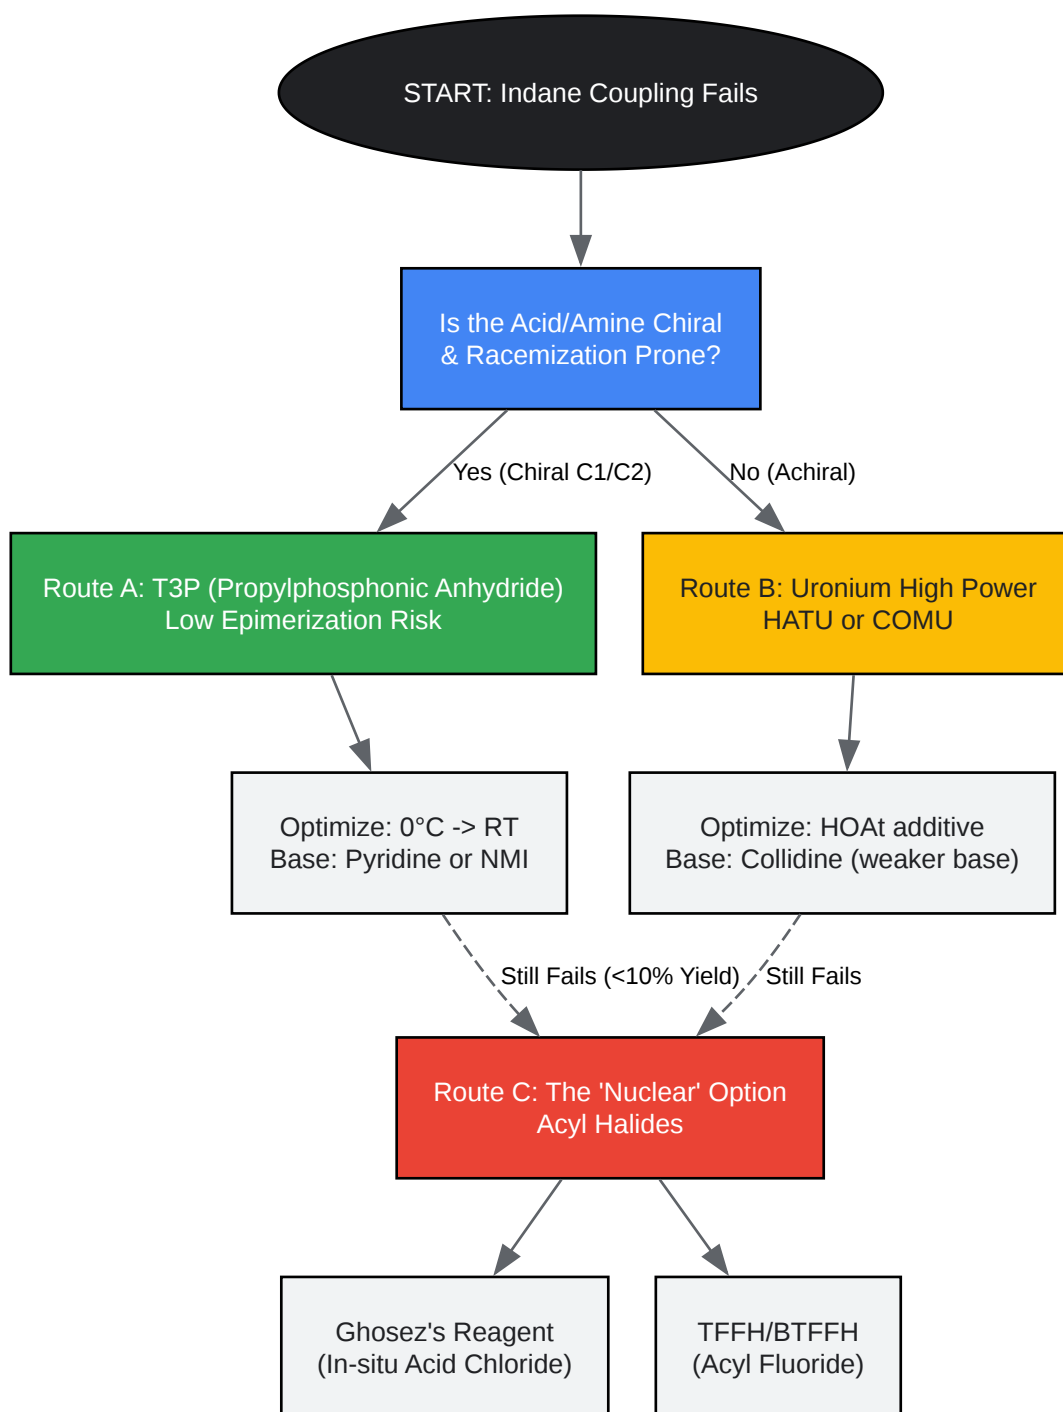 START: Indane Coupling Fails
Is the Acid/Amine Chiral
& Racemization Prone?
Yes (Chiral C1/C2)
No (Achiral)
Route A: T3P (Propylphosphonic Anhydride)
Low Epimerization Risk
Route B: Uronium High Power
HATU or COMU
Optimize: 0°C -> RT
Base: Pyridine or NMI
Optimize: HOAt additive
Base: Collidine (weaker base)
Still Fails (<10% Yield)
Still Fails
Route C: The 'Nuclear' Option
Acyl Halides
Ghosez's Reagent
(In-situ Acid Chloride)
TFFH/BTFFH
(Acyl Fluoride)